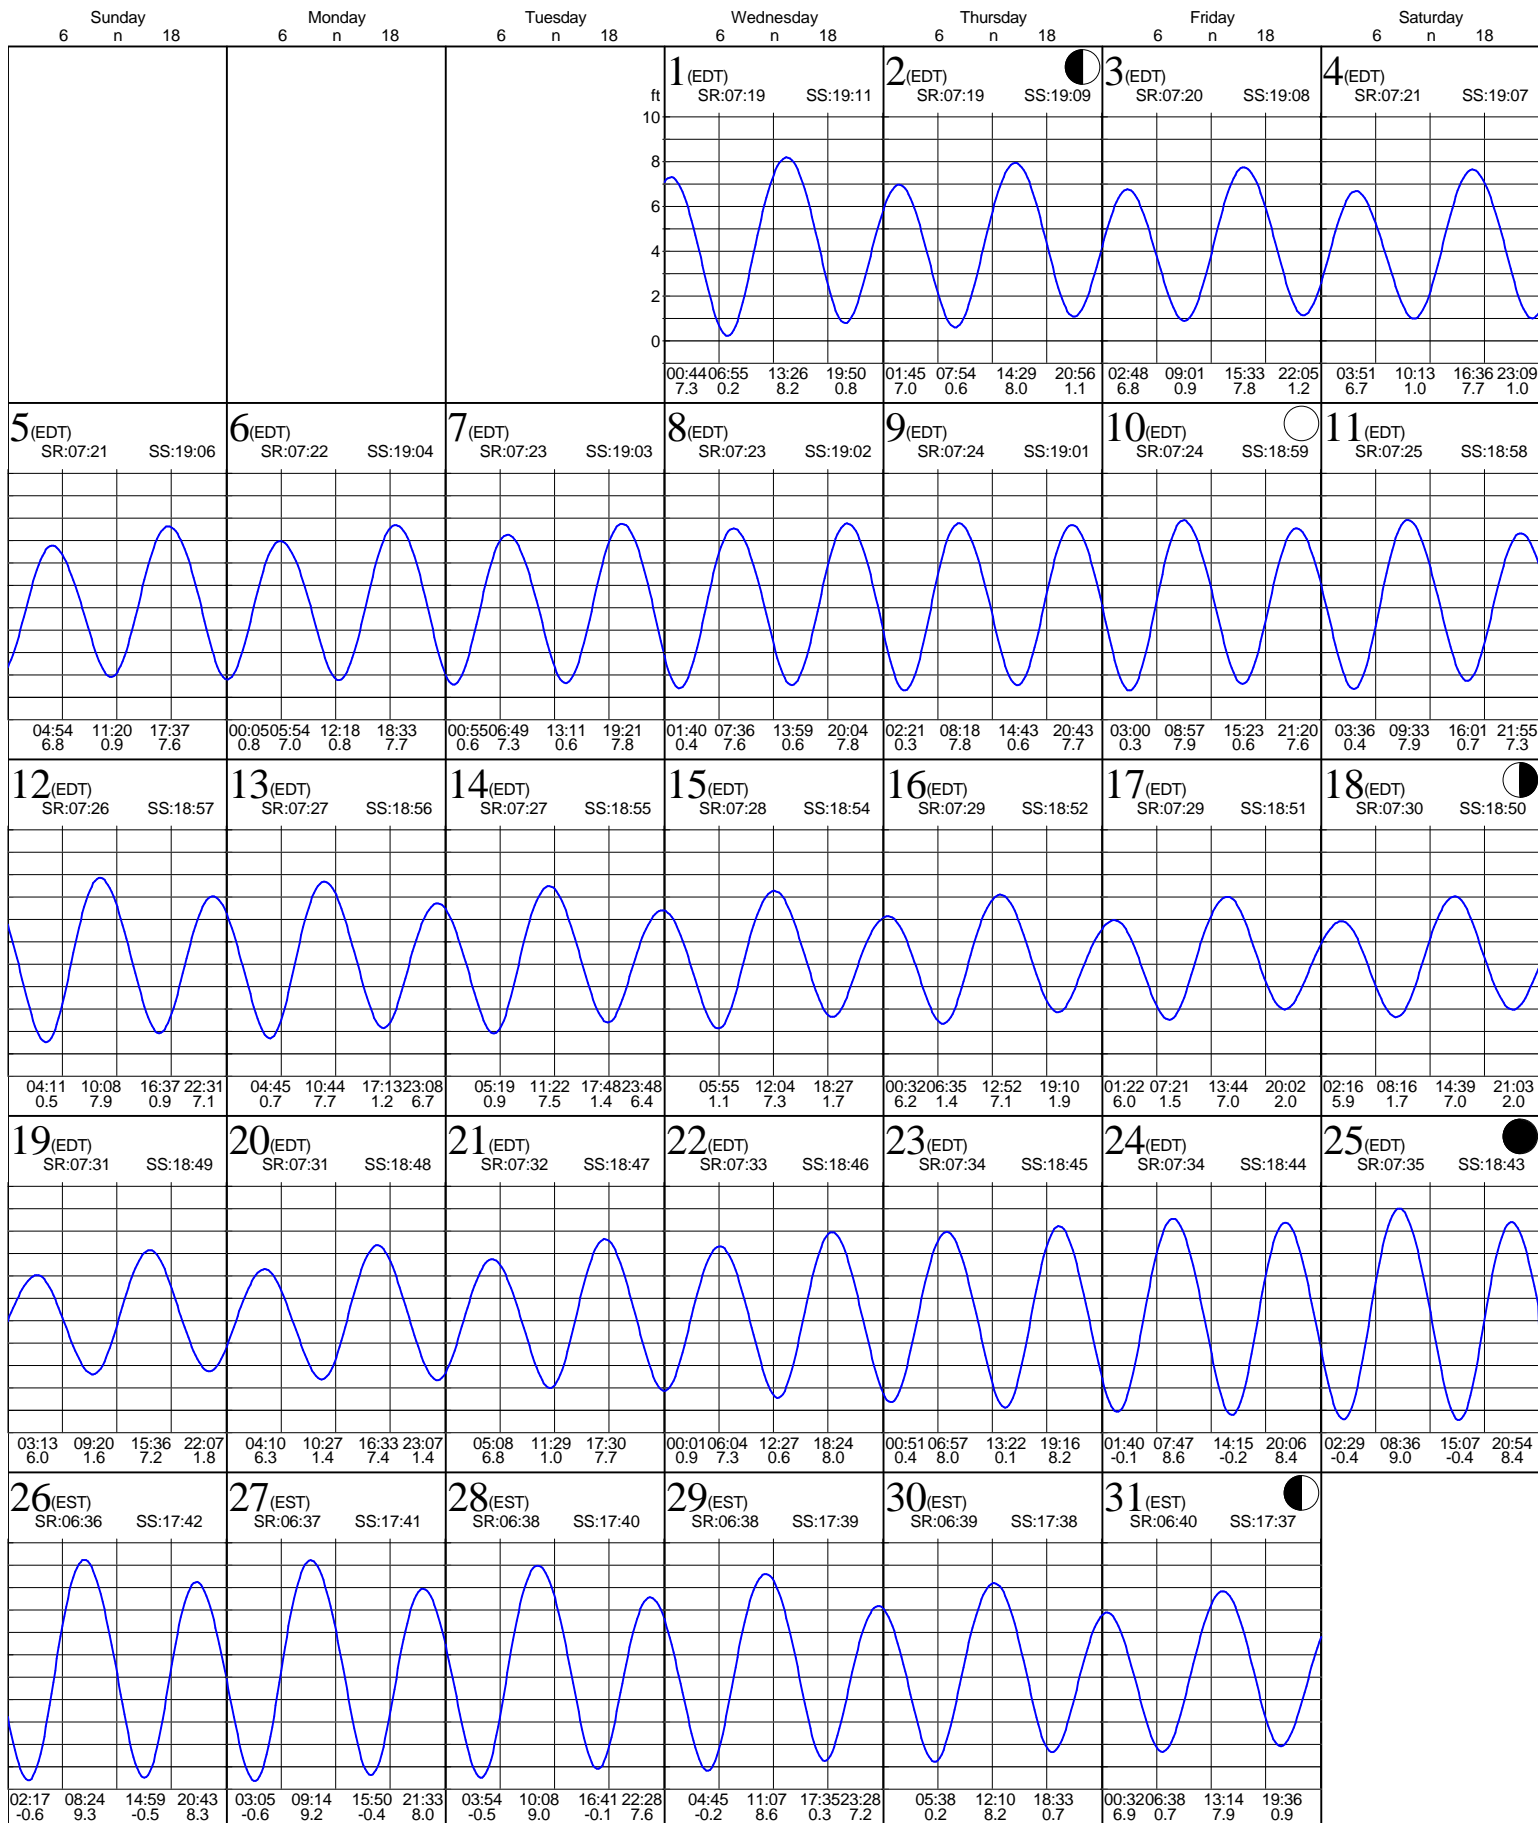 Sunday Monday Tuesday Wednesday Thursday Friday Saturday
6 n 18 6 n 18 6 n 18 6 n 18 6 n 18 6 n 18 6 n 18
1(EDT) 2(EDT) 3(EDT) 4(EDT)
ft SR:07:19 SS:19:11 SR:07:19 SS:19:09 SR:07:20 SS:19:08 SR:07:21 SS:19:07
10
8
6
4
2
0
00:44 06:55 13:26 19:50 01:45 07:54 14:29 20:56 02:48 09:01 15:33 22:05 03:51 10:13 16:36 23:09
7.3 0.2 8.2 0.8 7.0 0.6 8.0 1.1 6.8 0.9 7.8 1.2 6.7 1.0 7.7 1.0
5(EDT) 6(EDT) 7(EDT) 8(EDT) 9(EDT) 10(EDT) 11(EDT)
SR:07:21 SS:19:06 SR:07:22 SS:19:04 SR:07:23 SS:19:03 SR:07:23 SS:19:02 SR:07:24 SS:19:01 SR:07:24 SS:18:59 SR:07:25 SS:18:58
04:54 11:20 17:37 00:05 05:54 12:18 18:33 00:55 06:49 13:11 19:21 01:40 07:36 13:59 20:04 02:21 08:18 14:43 20:43 03:00 08:57 15:23 21:20 03:36 09:33 16:01 21:55
6.8 0.9 7.6 0.8 7.0 0.8 7.7 0.6 7.3 0.6 7.8 0.4 7.6 0.6 7.8 0.3 7.8 0.6 7.7 0.3 7.9 0.6 7.6 0.4 7.9 0.7 7.3
12(EDT) 13(EDT) 14(EDT) 15(EDT) 16(EDT) 17(EDT) 18(EDT)
SR:07:26 SS:18:57 SR:07:27 SS:18:56 SR:07:27 SS:18:55 SR:07:28 SS:18:54 SR:07:29 SS:18:52 SR:07:29 SS:18:51 SR:07:30 SS:18:50
04:11 10:08 16:37 22:31 04:45 10:44 17:13 23:08 05:19 11:22 17:48 23:48 05:55 12:04 18:27 00:32 06:35 12:52 19:10 01:22 07:21 13:44 20:02 02:16 08:16 14:39 21:03
0.5 7.9 0.9 7.1 0.7 7.7 1.2 6.7 0.9 7.5 1.4 6.4 1.1 7.3 1.7 6.2 1.4 7.1 1.9 6.0 1.5 7.0 2.0 5.9 1.7 7.0 2.0
19(EDT) 20(EDT) 21(EDT) 22(EDT) 23(EDT) 24(EDT) 25(EDT)
SR:07:31 SS:18:49 SR:07:31 SS:18:48 SR:07:32 SS:18:47 SR:07:33 SS:18:46 SR:07:34 SS:18:45 SR:07:34 SS:18:44 SR:07:35 SS:18:43
03:13 09:20 15:36 22:07 04:10 10:27 16:33 23:07 05:08 11:29 17:30 00:01 06:04 12:27 18:24 00:51 06:57 13:22 19:16 01:40 07:47 14:15 20:06 02:29 08:36 15:07 20:54
6.0 1.6 7.2 1.8 6.3 1.4 7.4 1.4 6.8 1.0 7.7 0.9 7.3 0.6 8.0 0.4 8.0 0.1 8.2 -0.1 8.6 -0.2 8.4 -0.4 9.0 -0.4 8.4
26(EST) 27(EST) 28(EST) 29(EST) 30(EST) 31(EST)
SR:06:36 SS:17:42 SR:06:37 SS:17:41 SR:06:38 SS:17:40 SR:06:38 SS:17:39 SR:06:39 SS:17:38 SR:06:40 SS:17:37
02:17 08:24 14:59 20:43 03:05 09:14 15:50 21:33 03:54 10:08 16:41 22:28 04:45 11:07 17:35 23:28 05:38 12:10 18:33 00:32 06:38 13:14 19:36
-0.6 9.3 -0.5 8.3 -0.6 9.2 -0.4 8.0 -0.5 9.0 -0.1 7.6 -0.2 8.6 0.3 7.2 0.2 8.2 0.7 6.9 0.7 7.9 0.9